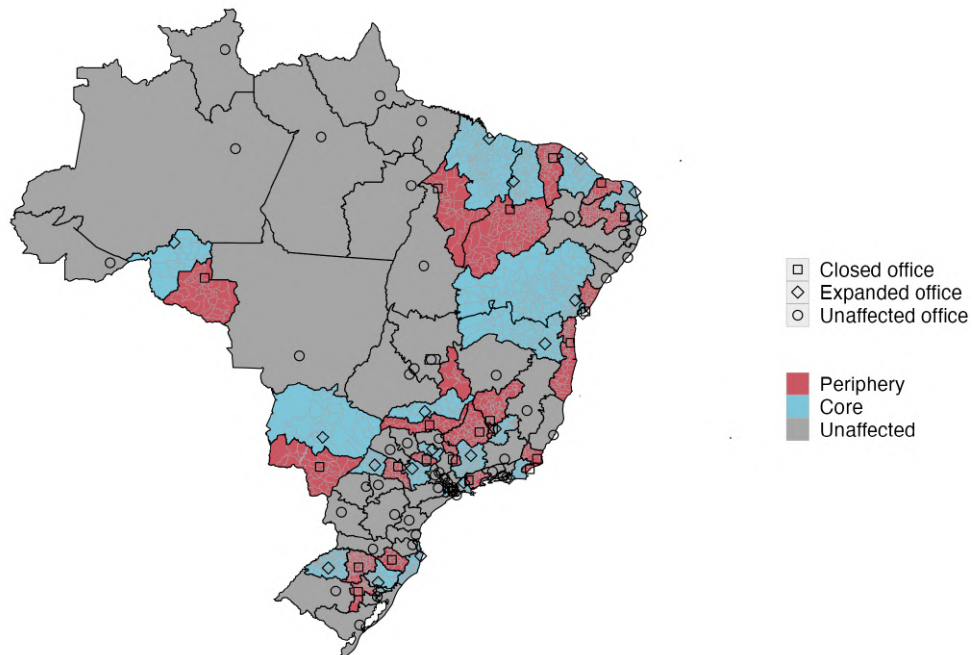 Closed office
Expanded office
Unaffected office
Periphery
Core
Unaffected